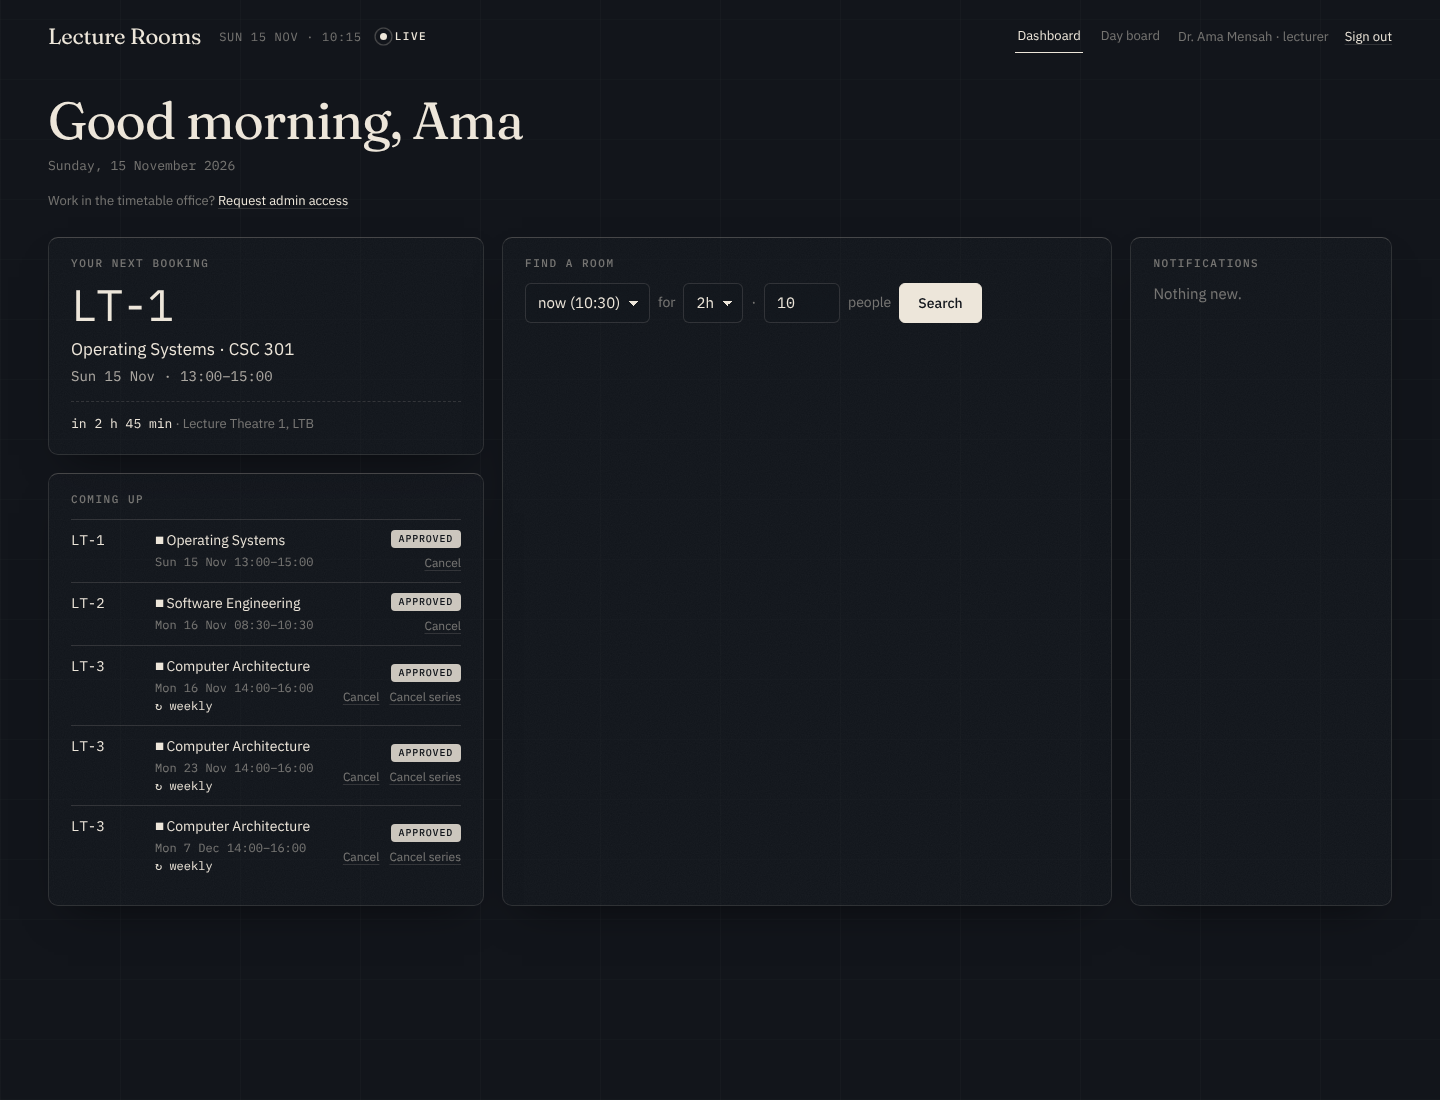 Lecture Rooms SUN 15 NOV · 10:15 LIVE
Dashboard Day board Dr. Ama Mensah · lecturer Sign out
Good morning, Ama
Sunday, 15 November 2026
Work in the timetable office? Request admin access
YOUR NEXT BOOKING
LT-1
Operating Systems · CSC 301
Sun 15 Nov · 13:00–15:00
in 2 h 45 min · Lecture Theatre 1, LTB
COMING UP
LT-1 Operating Systems APPROVED
Sun 15 Nov 13:00–15:00 Cancel
LT-2 Software Engineering APPROVED
Mon 16 Nov 08:30–10:30 Cancel
LT-3 Computer Architecture APPROVED
Mon 16 Nov 14:00–16:00 Cancel Cancel series
↻ weekly
LT-3 Computer Architecture APPROVED
Mon 23 Nov 14:00–16:00 Cancel Cancel series
↻ weekly
LT-3 Computer Architecture APPROVED
Mon 7 Dec 14:00–16:00 Cancel Cancel series
↻ weekly
FIND A ROOM
now (10:30) for 2h · 10 people Search
NOTIFICATIONS
Nothing new.